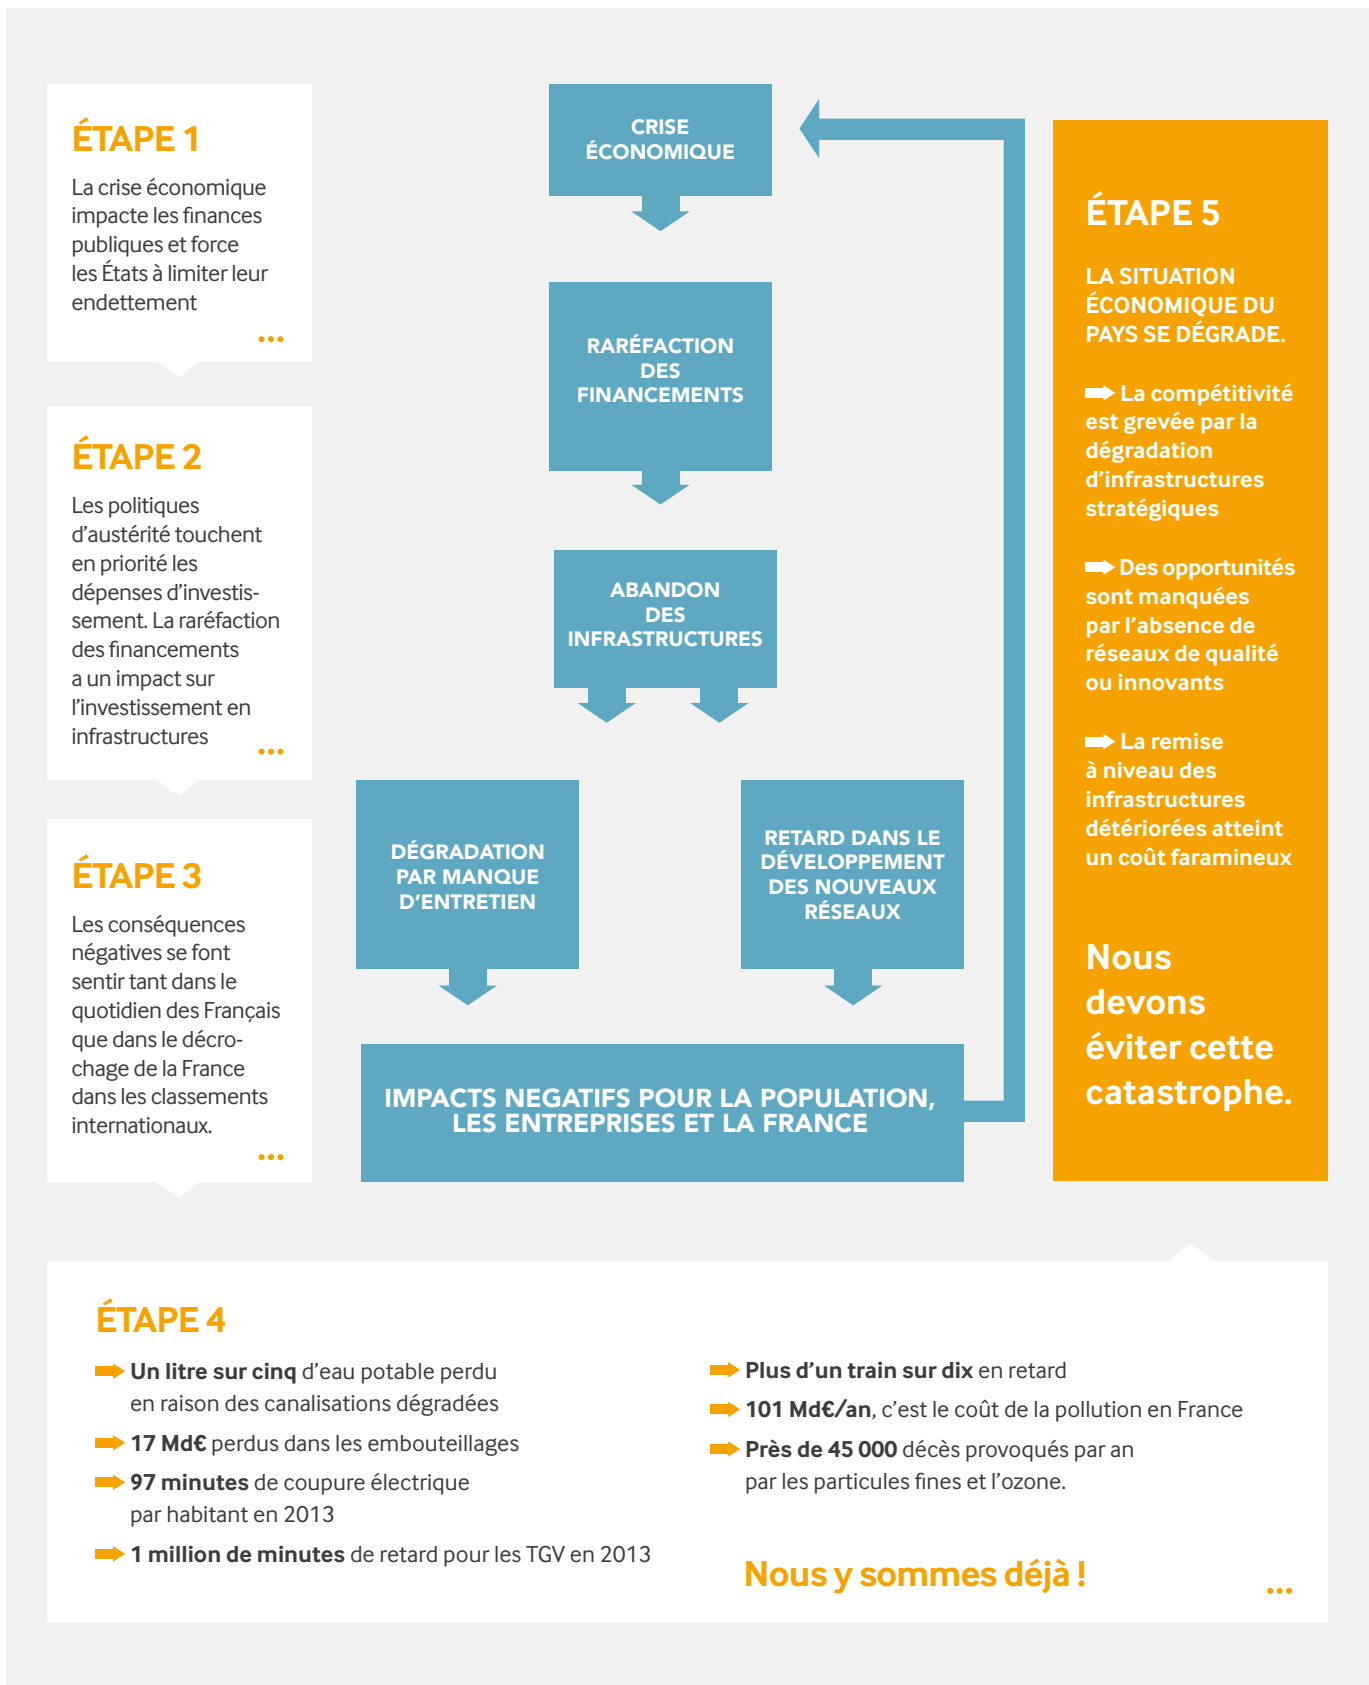 ÉTAPE 1
La crise économique
impacte les finances
publiques et force
les États à limiter leur
endettement
...
ÉTAPE 2
Les politiques
d’austérité touchent
en priorité les
dépenses d’investis-
sement. La raréfaction
des financements
a un impact sur
l’investissement en
infrastructures
...
ÉTAPE 3
Les conséquences
négatives se font
sentir tant dans le
quotidien des Français
que dans le décro-
chage de la France
dans les classements
internationaux.
...
CRISE
ÉCONOMIQUE
RARÉFACTION
DES
FINANCEMENTS
ABANDON
DES
INFRASTRUCTURES
DÉGRADATION
PAR MANQUE
D’ENTRETIEN
RETARD DANS LE
DÉVELOPPEMENT
DES NOUVEAUX
RÉSEAUX
IMPACTS NEGATIFS POUR LA POPULATION,
LES ENTREPRISES ET LA FRANCE
ÉTAPE 4
Un litre sur cinq d’eau potable perdu
en raison des canalisations dégradées
17 Md€ perdus dans les embouteillages
97 minutes de coupure électrique
par habitant en 2013
1 million de minutes de retard pour les TGV en 2013
Plus d’un train sur dix en retard
101 Md€/an, c’est le coût de la pollution en France
Près de 45 000 décès provoqués par an
par les particules fines et l’ozone.
Nous y sommes déjà !
...
ÉTAPE 5
LA SITUATION
ÉCONOMIQUE DU
PAYS SE DÉGRADE.
La compétitivité
est grevée par la
dégradation
d’infrastructures
stratégiques
Des opportunités
sont manquées
par l’absence de
réseaux de qualité
ou innovants
La remise
à niveau des
infrastructures
détériorées atteint
un coût faramineux
Nous
devons
éviter cette
catastrophe.